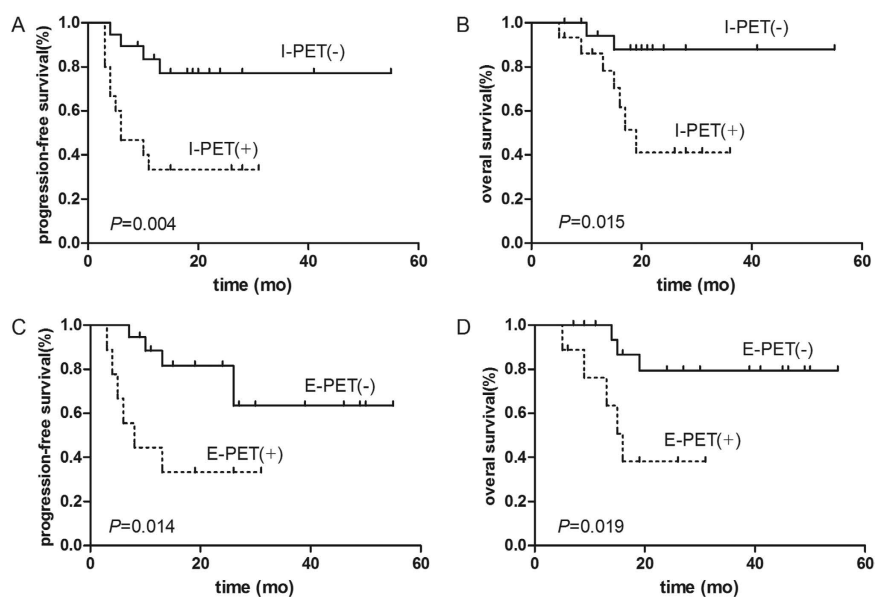 A
progression-free survival(%)
1.0
0.8
0.6
0.4
0.2
0.0
I-PET(-)
I-PET(+)
P=0.004
0
20
40
60
time (mo)
B
overal survival(%)
1.0
0.8
0.6
0.4
0.2
0.0
I-PET(-)
I-PET(+)
P=0.015
0
20
40
60
time (mo)
C
progression-free survival(%)
1.0
0.8
0.6
0.4
0.2
0.0
E-PET(-)
E-PET(+)
P=0.014
0
20
40
60
time (mo)
D
overal survival(%)
1.0
0.8
0.6
0.4
0.2
0.0
E-PET(-)
E-PET(+)
P=0.019
0
20
40
60
time (mo)